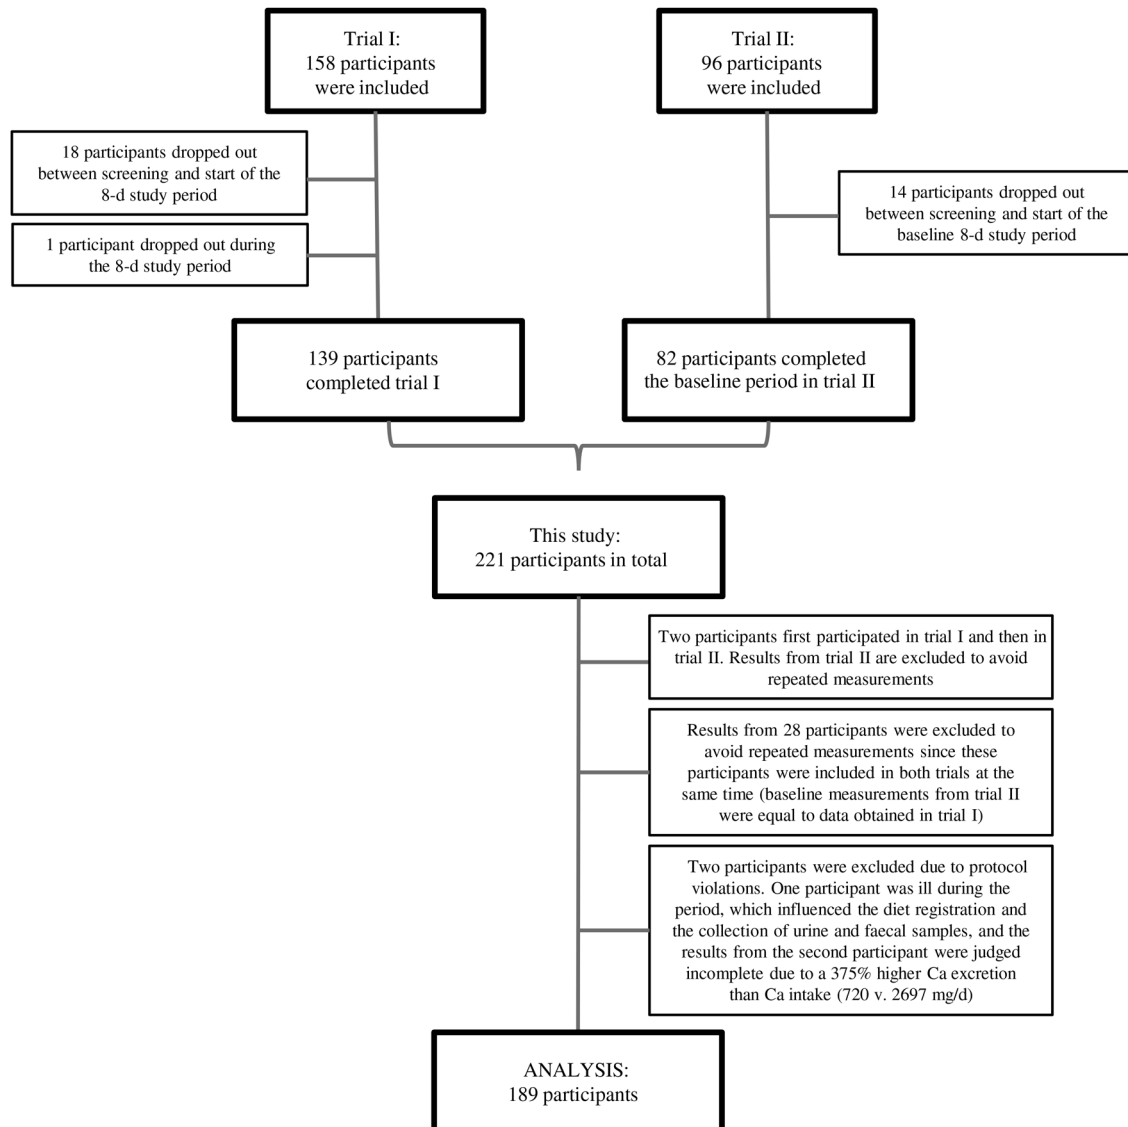 Trial I:
158 participants
were included
Trial II:
96 participants
were included
18 participants dropped out
between screening and start of the
8-d study period
14 participants dropped out
between screening and start of the
baseline 8-d study period
1 participant dropped out during
the 8-d study period
139 participants
completed trial I
82 participants completed
the baseline period in trial II
This study:
221 participants in total
Two participants first participated in trial I and then in
trial II. Results from trial II are excluded to avoid
repeated measurements
Results from 28 participants were excluded to
avoid repeated measurements since these
participants were included in both trials at the
same time (baseline measurements from trial II
were equal to data obtained in trial I)
Two participants were excluded due to protocol
violations. One participant was ill during the
period, which influenced the diet registration and
the collection of urine and faecal samples, and the
results from the second participant were judged
incomplete due to a 375% higher Ca excretion
than Ca intake (720 v. 2697 mg/d)
ANALYSIS:
189 participants